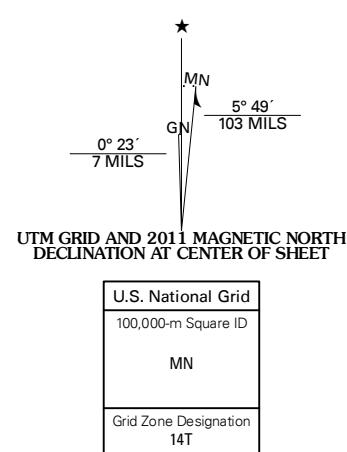 ★
MN
GN
5° 49´
103 MILS
0° 23´
7 MILS
UTM GRID AND 2011 MAGNETIC NORTH
DECLINATION AT CENTER OF SHEET
U.S. National Grid
100,000-m Square ID
MN
Grid Zone Designation
14T